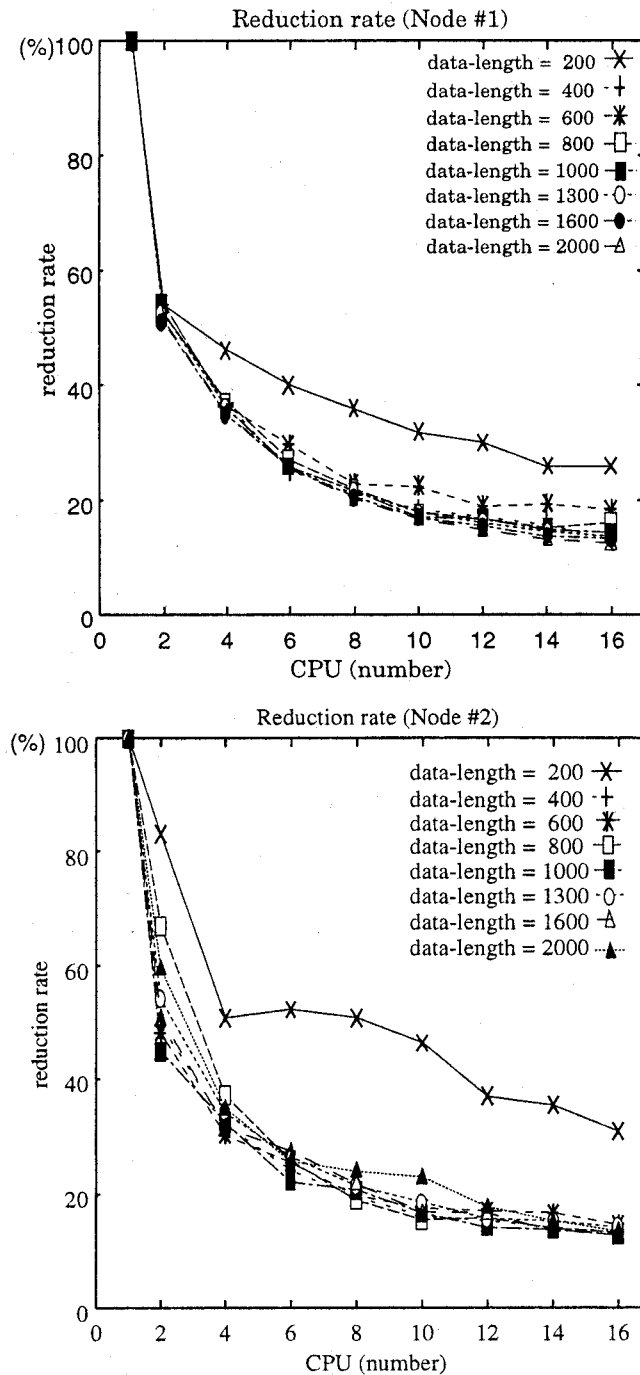 Reduction rate (Node #1)
(%) 100
80
60
40
20
0
reduction rate
data-length = 200
data-length = 400
data-length = 600
data-length = 800
data-length = 1000
data-length = 1300
data-length = 1600
data-length = 2000
0 2 4 6 8 10 12 14 16
CPU (number)
Reduction rate (Node #2)
(%) 100
80
60
40
20
0
reduction rate
data-length = 200
data-length = 400
data-length = 600
data-length = 800
data-length = 1000
data-length = 1300
data-length = 1600
data-length = 2000
0 2 4 6 8 10 12 14 16
CPU (number)